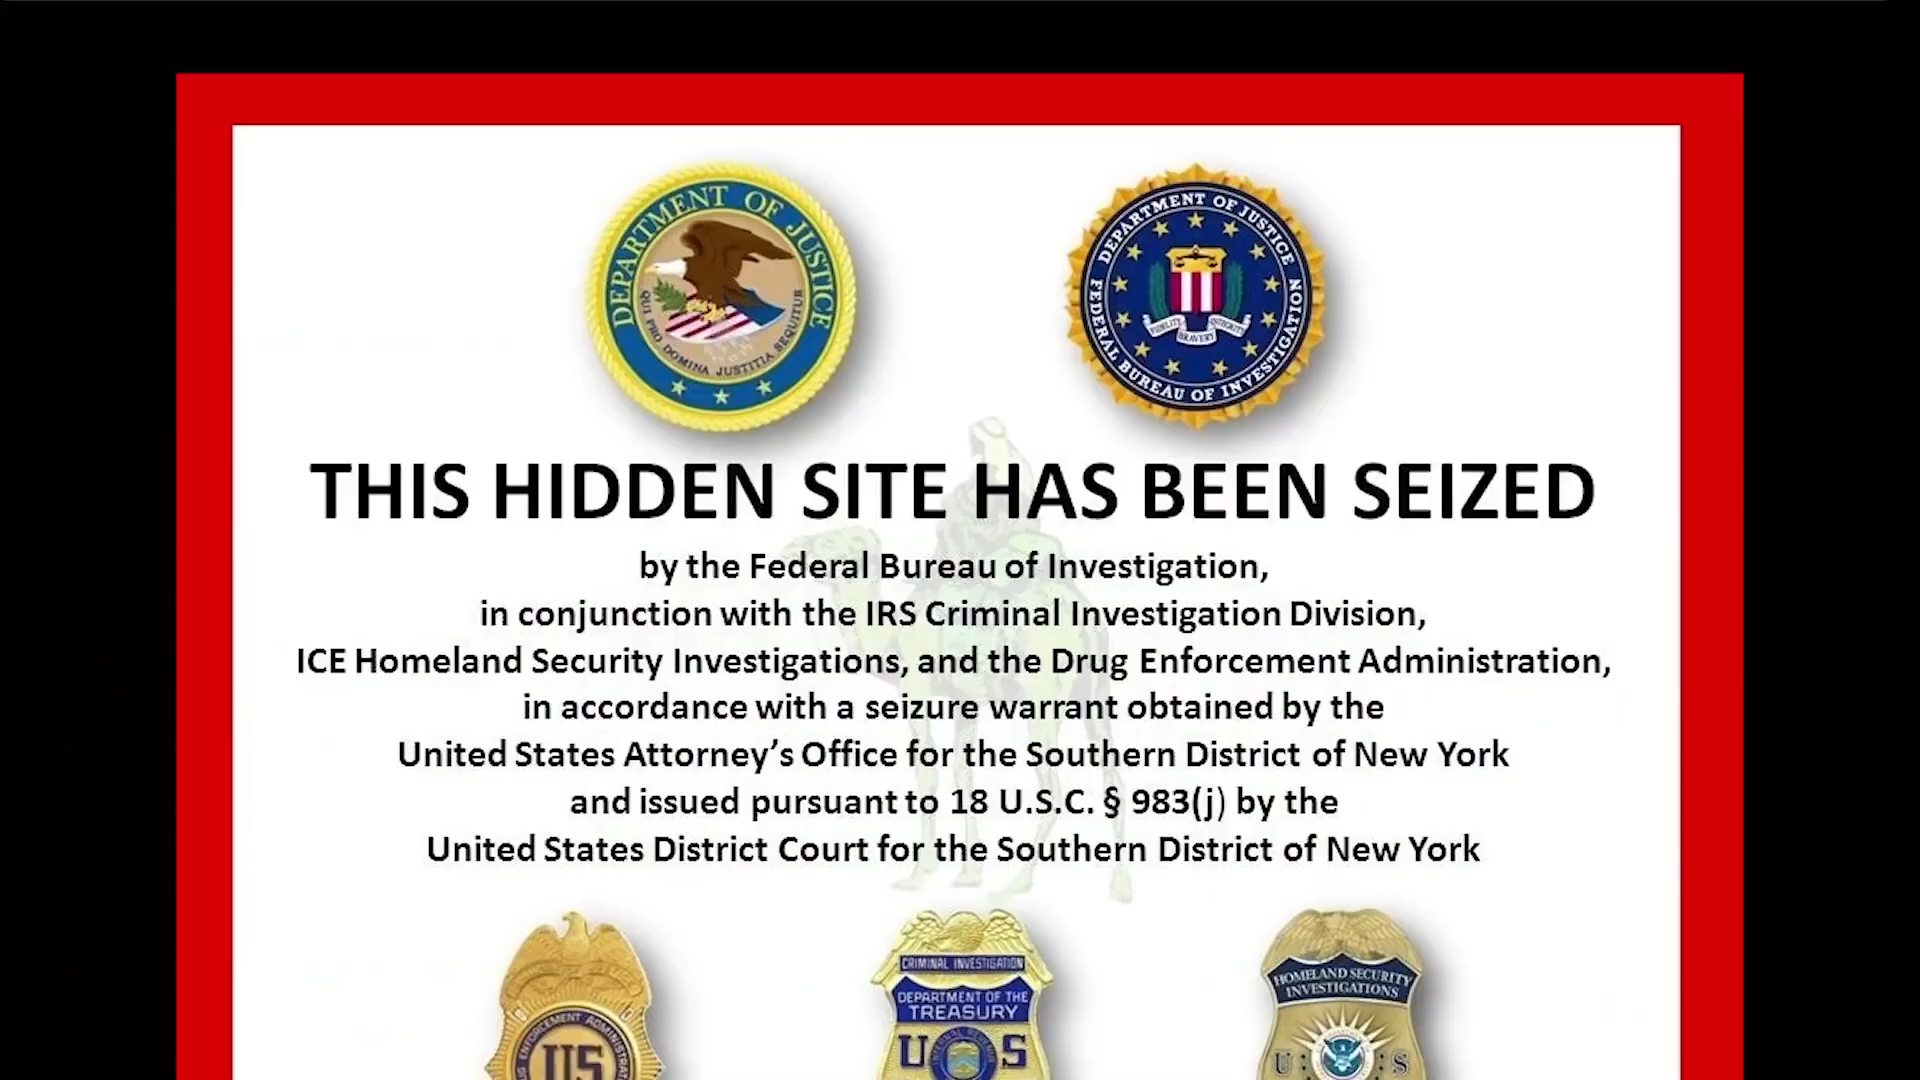 DEPARTMENT OF JUSTICE
QUI PRO DOMINA JUSTITIA SEQUITUR
DEPARTMENT OF JUSTICE
FEDERAL BUREAU OF INVESTIGATION
FIDELITY BRAVERY INTEGRITY
THIS HIDDEN SITE HAS BEEN SEIZED
by the Federal Bureau of Investigation,
in conjunction with the IRS Criminal Investigation Division,
ICE Homeland Security Investigations, and the Drug Enforcement Administration,
in accordance with a seizure warrant obtained by the
United States Attorney’s Office for the Southern District of New York
and issued pursuant to 18 U.S.C. § 983(j) by the
United States District Court for the Southern District of New York
ENFORCEMENT
US
CRIMINAL INVESTIGATION
DEPARTMENT OF THE
TREASURY
U S
HOMELAND SECURITY
INVESTIGATIONS
U S